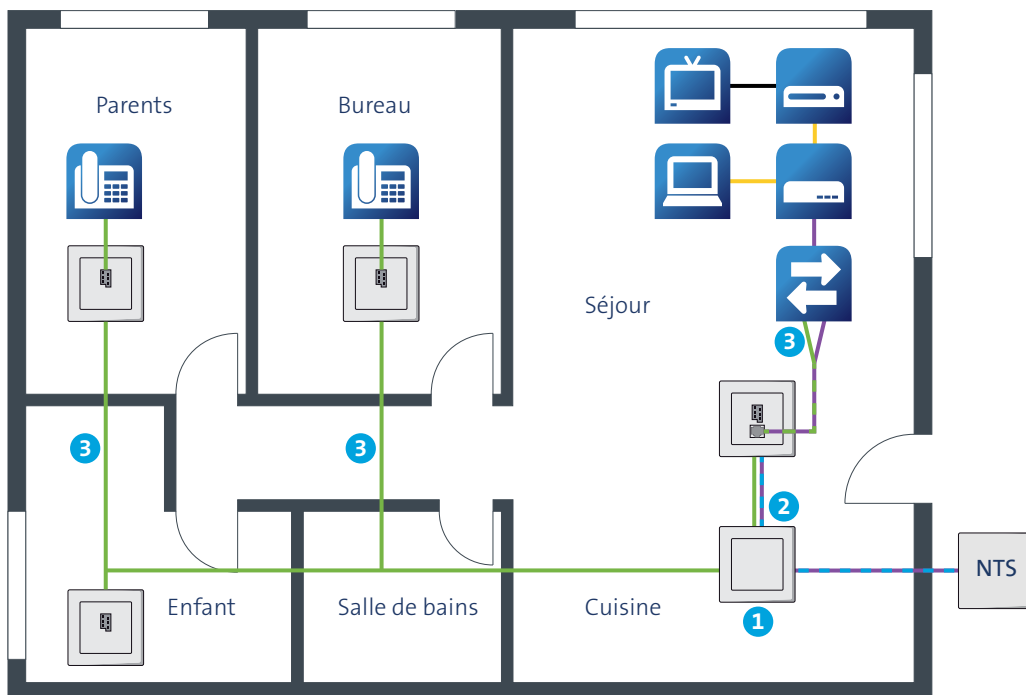 Parents
Bureau
Séjour
3
3
3
2
NTS
Enfant
Salle de bains
Cuisine
1